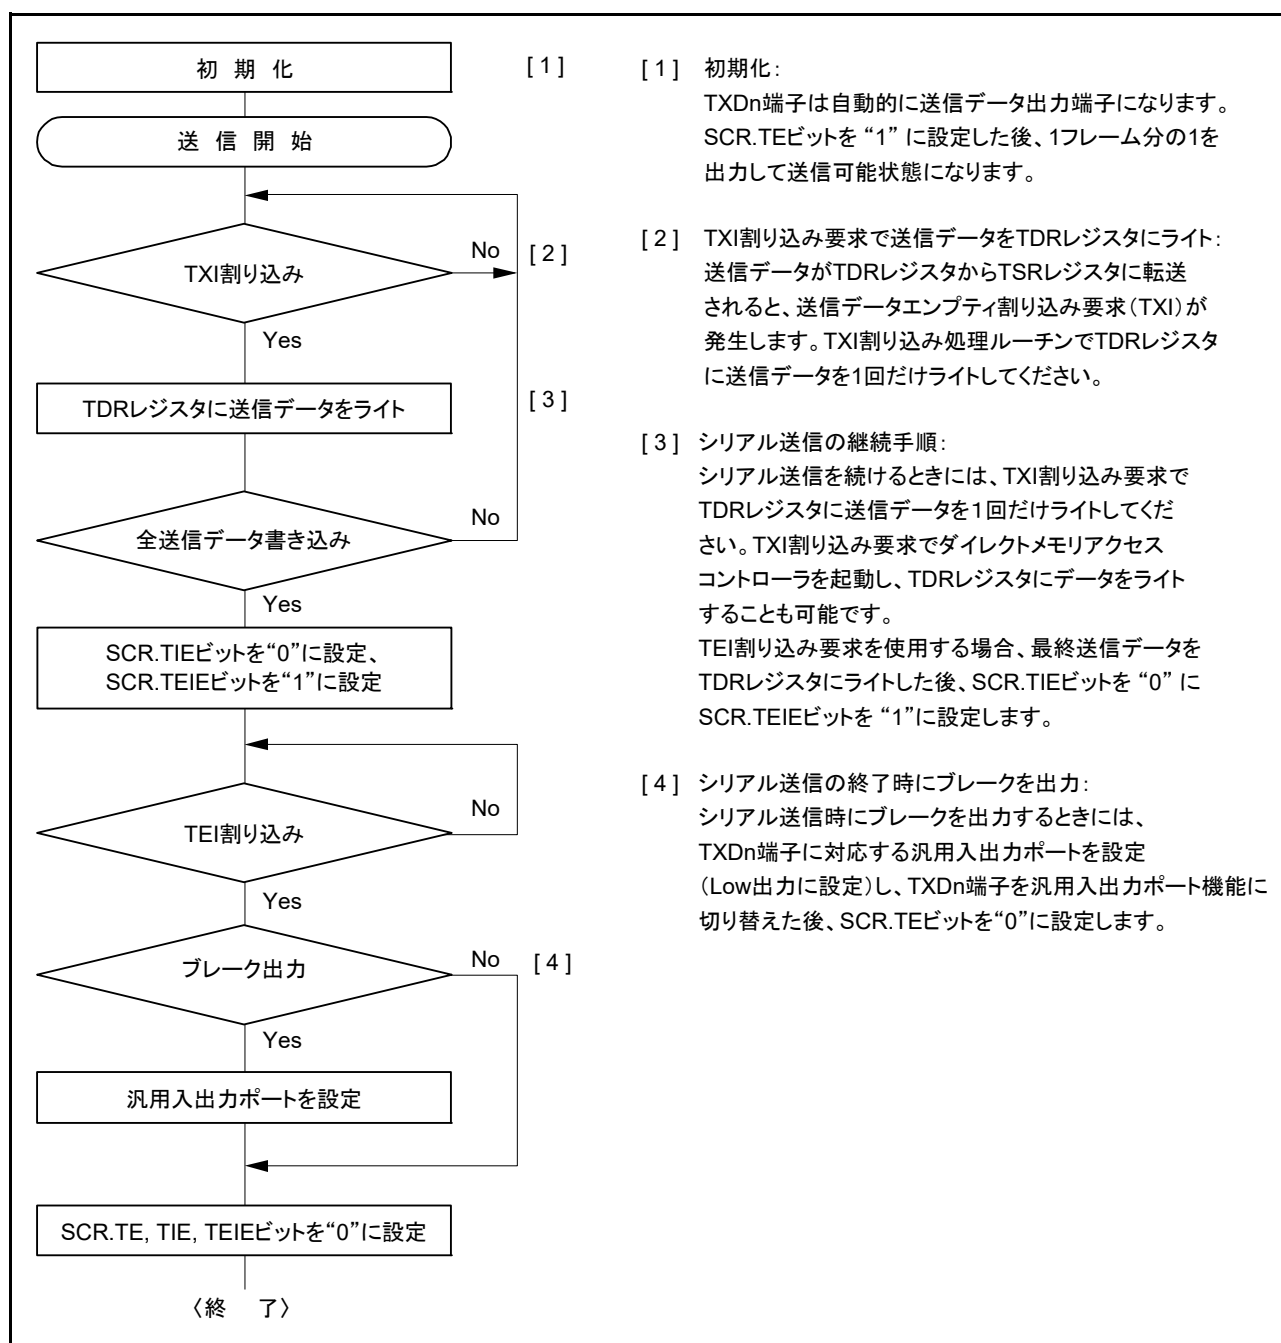 初 期 化
[ 1 ]
送 信 開 始
TXI割り込み
No
[ 2 ]
Yes
TDRレジスタに送信データをライト
[ 3 ]
全送信データ書き込み
No
Yes
SCR.TIEビットを“0”に設定、
SCR.TEIEビットを“1”に設定
TEI割り込み
No
Yes
ブレーク出力
No
[ 4 ]
Yes
汎用入出力ポートを設定
SCR.TE, TIE, TEIEビットを“0”に設定
〈終 了〉
[ 1 ] 初期化：
TXDn端子は自動的に送信データ出力端子になります。
SCR.TEビットを “1” に設定した後、1フレーム分の1を
出力して送信可能状態になります。
[ 2 ] TXI割り込み要求で送信データをTDRレジスタにライト：
送信データがTDRレジスタからTSRレジスタに転送
されると、送信データエンプティ割り込み要求（TXI）が
発生します。TXI割り込み処理ルーチンでTDRレジスタ
に送信データを1回だけライトしてください。
[ 3 ] シリアル送信の継続手順：
シリアル送信を続けるときには、TXI割り込み要求で
TDRレジスタに送信データを1回だけライトしてくだ
さい。TXI割り込み要求でダイレクトメモリアクセス
コントローラを起動し、TDRレジスタにデータをライト
することも可能です。
TEI割り込み要求を使用する場合、最終送信データを
TDRレジスタにライトした後、SCR.TIEビットを “0” に
SCR.TEIEビットを “1”に設定します。
[ 4 ] シリアル送信の終了時にブレークを出力：
シリアル送信時にブレークを出力するときには、
TXDn端子に対応する汎用入出力ポートを設定
（Low出力に設定）し、TXDn端子を汎用入出力ポート機能に
切り替えた後、SCR.TEビットを“0”に設定します。